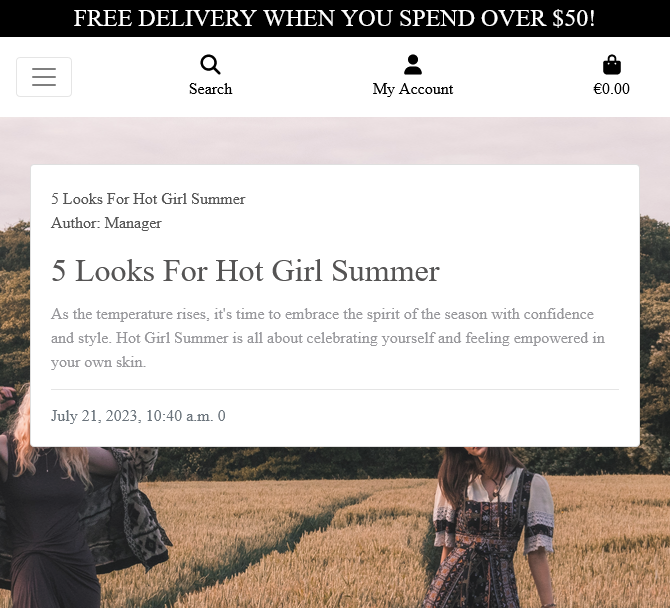 FREE DELIVERY WHEN YOU SPEND OVER $50!
Search
My Account
€0.00
5 Looks For Hot Girl Summer
Author: Manager
5 Looks For Hot Girl Summer
As the temperature rises, it's time to embrace the spirit of the season with confidence
and style. Hot Girl Summer is all about celebrating yourself and feeling empowered in
your own skin.
July 21, 2023, 10:40 a.m. 0